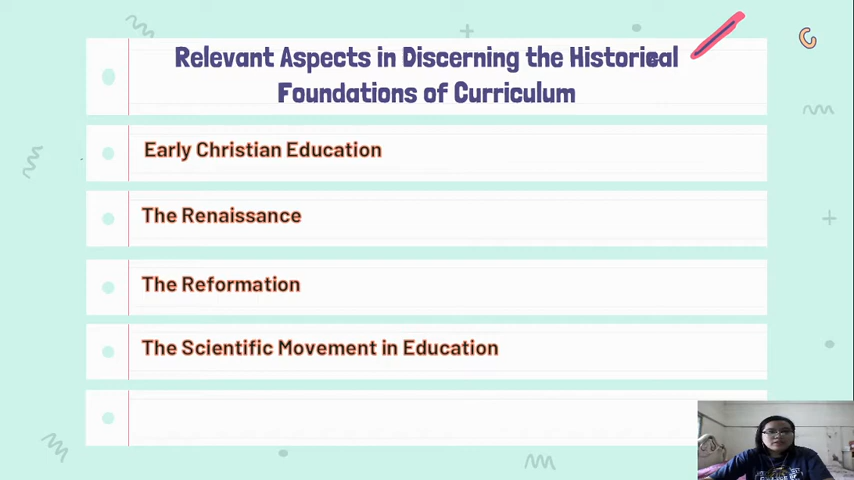 Relevant Aspects in Discerning the Historical
Foundations of Curriculum
Early Christian Education
The Renaissance
The Reformation
The Scientific Movement in Education